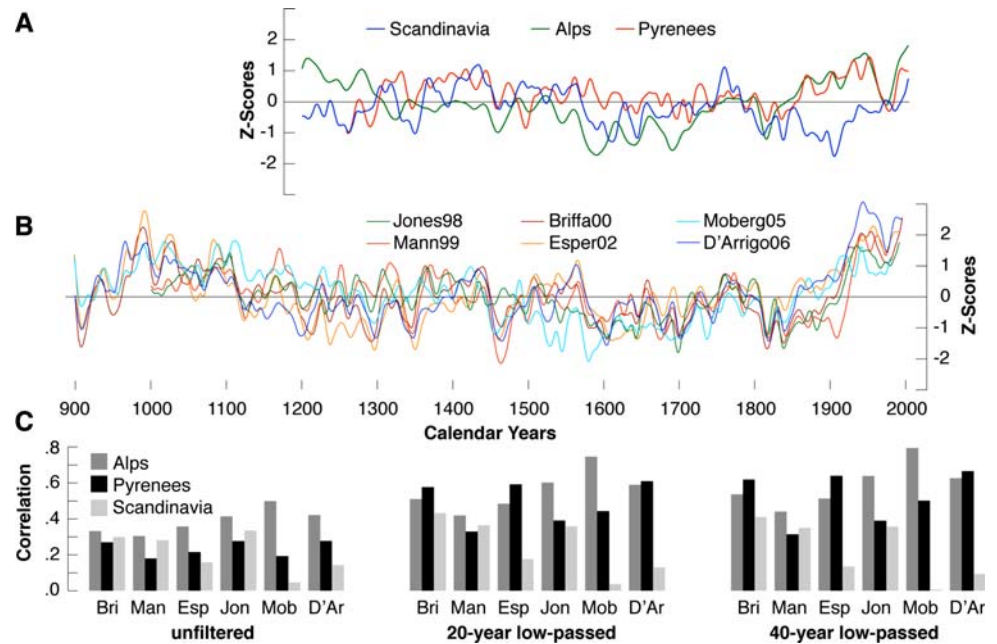 A
Z-Scores
2
1
0
-1
-2
Scandinavia Alps Pyrenees
B
Jones98 Briffa00 Moberg05
Mann99 Esper02 D'Arrigo06
2
1
0
-1
-2
Z-Scores
900 1000 1100 1200 1300 1400 1500 1600 1700 1800 1900 2000
Calendar Years
C
Correlation
.8
.6
.4
.2
.0
Alps
Pyrenees
Scandinavia
Bri Man Esp Jon Mob D'Ar Bri Man Esp Jon Mob D'Ar Bri Man Esp Jon Mob D'Ar
unfiltered 20-year low-passed 40-year low-passed